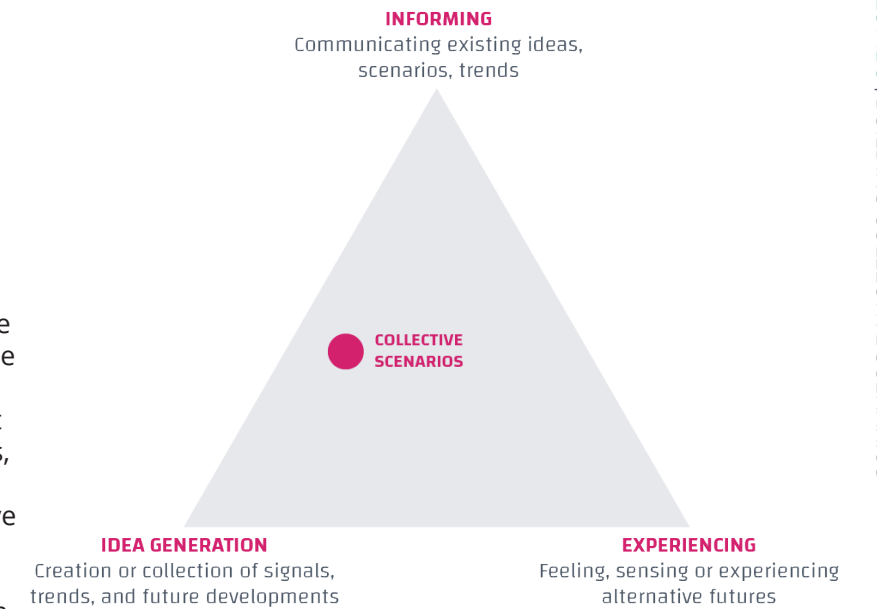 INFORMING
Communicating existing ideas,
scenarios, trends
COLLECTIVE
SCENARIOS
IDEA GENERATION
Creation or collection of signals,
trends, and future developments
EXPERIENCING
Feeling, sensing or experiencing
alternative futures